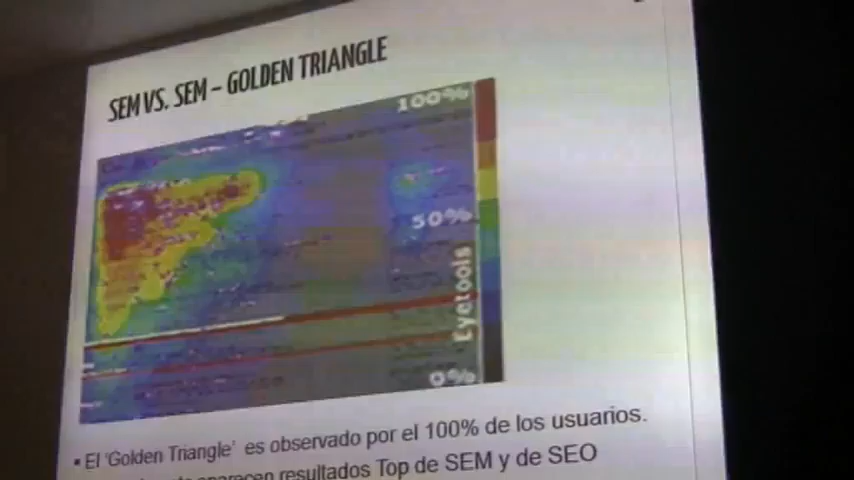 SEM VS. SEM – GOLDEN TRIANGLE
100%
50%
Eyetools
0%
▪ El 'Golden Triangle' es observado por el 100% de los usuarios.
aparecen resultados Top de SEM y de SEO